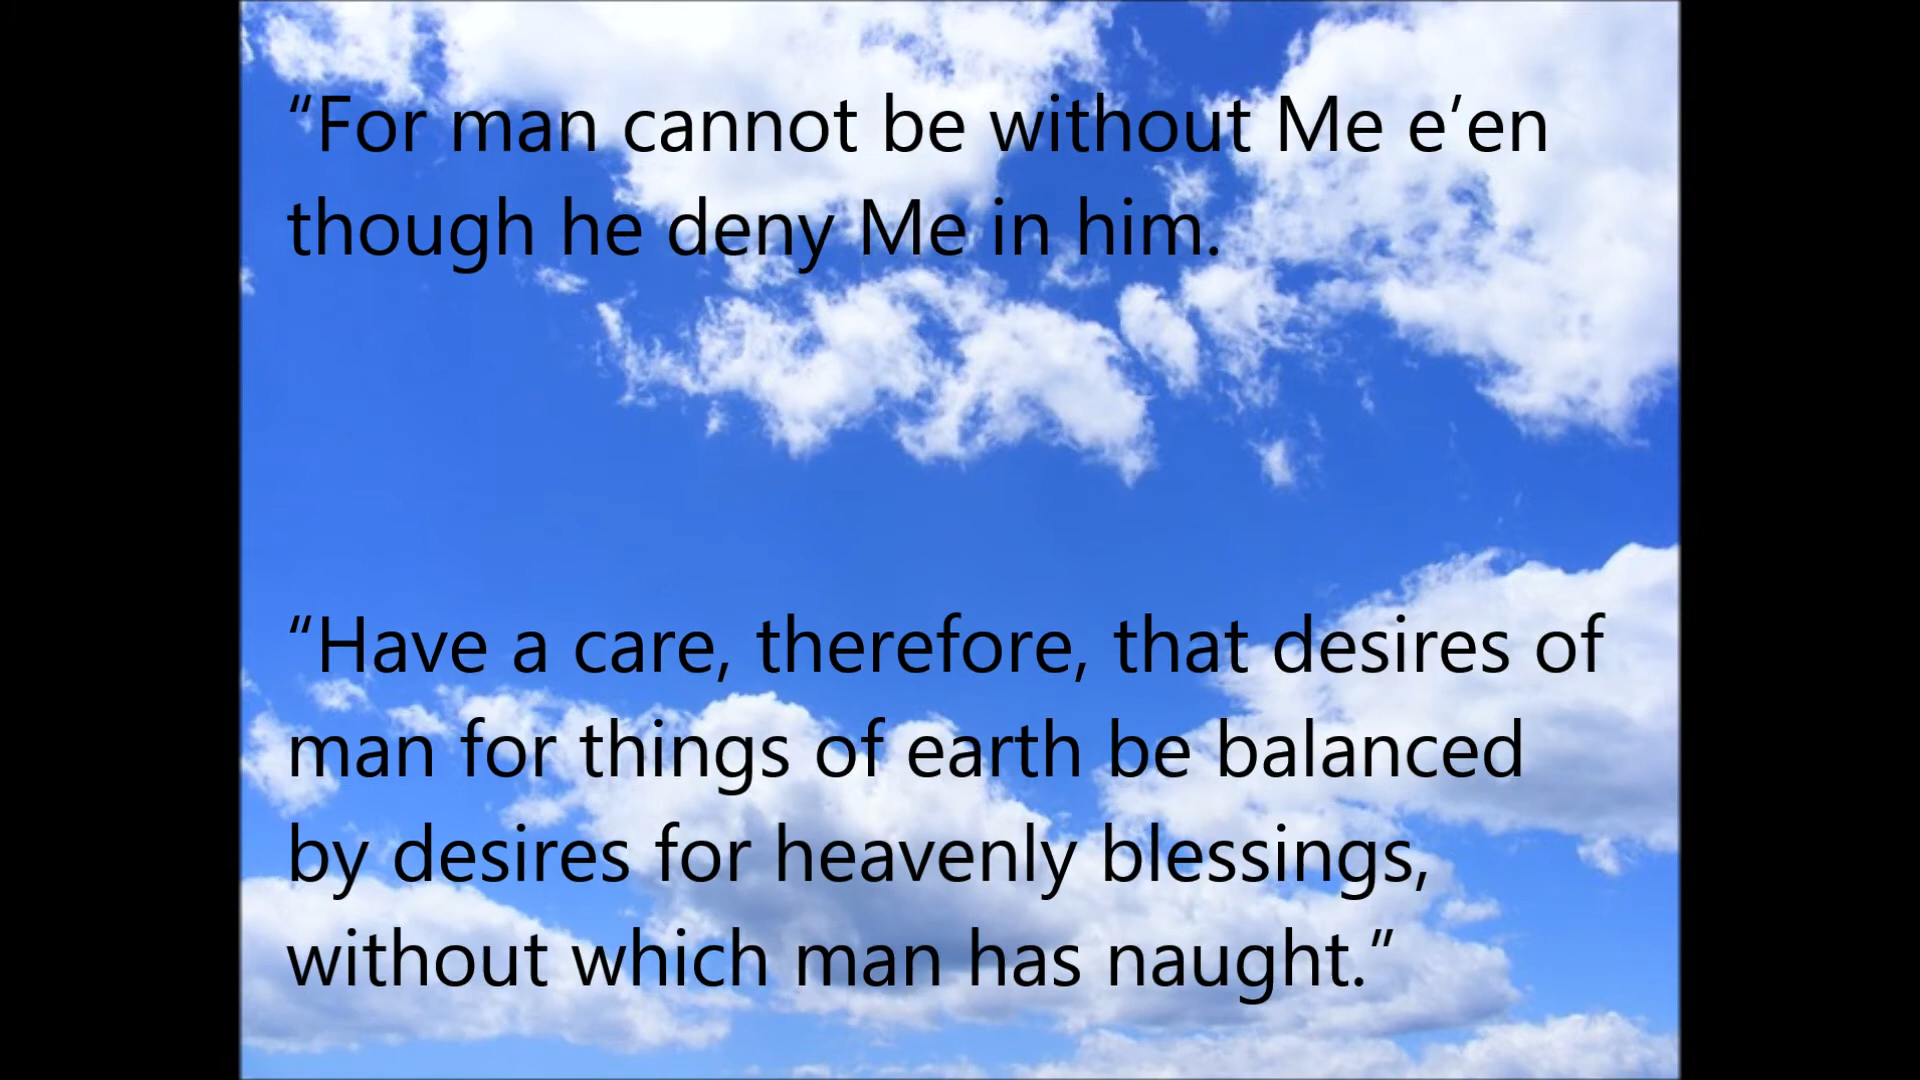 “For man cannot be without Me e’en
though he deny Me in him.
“Have a care, therefore, that desires of
man for things of earth be balanced
by desires for heavenly blessings,
without which man has naught.”